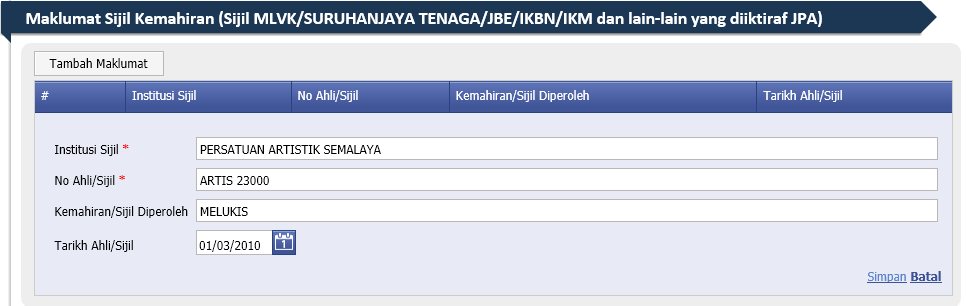 Maklumat Sijil Kemahiran (Sijil MLVK/SURUHANJAYA TENAGA/JBE/IKBN/IKM dan lain-lain yang diiktiraf JPA)
Tambah Maklumat
# Institusi Sijil No Ahli/Sijil Kemahiran/Sijil Diperoleh Tarikh Ahli/Sijil
Institusi Sijil * PERSATUAN ARTISTIK SEMALAYA
No Ahli/Sijil * ARTIS 23000
Kemahiran/Sijil Diperoleh MELUKIS
Tarikh Ahli/Sijil 01/03/2010 1
Simpan Batal